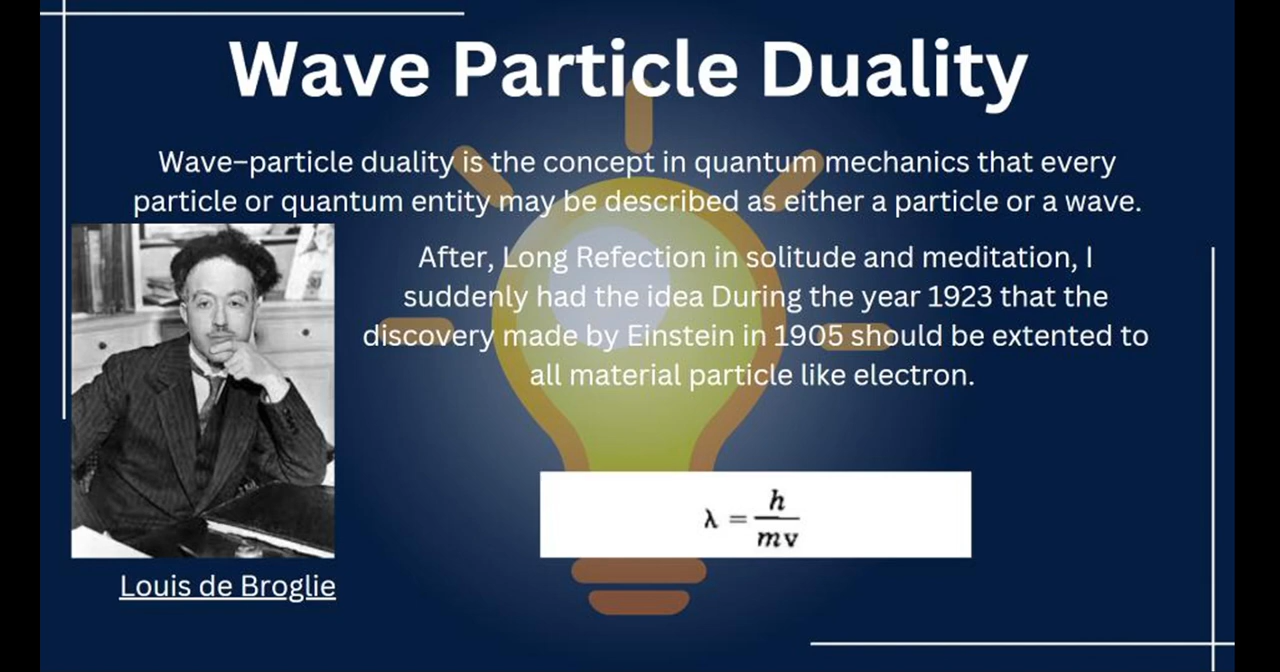 Wave Particle Duality
Wave–particle duality is the concept in quantum mechanics that every
particle or quantum entity may be described as either a particle or a wave.
After, Long Refection in solitude and meditation, I
suddenly had the idea During the year 1923 that the
discovery made by Einstein in 1905 should be extented to
all material particle like electron.
λ = h/mv
Louis de Broglie